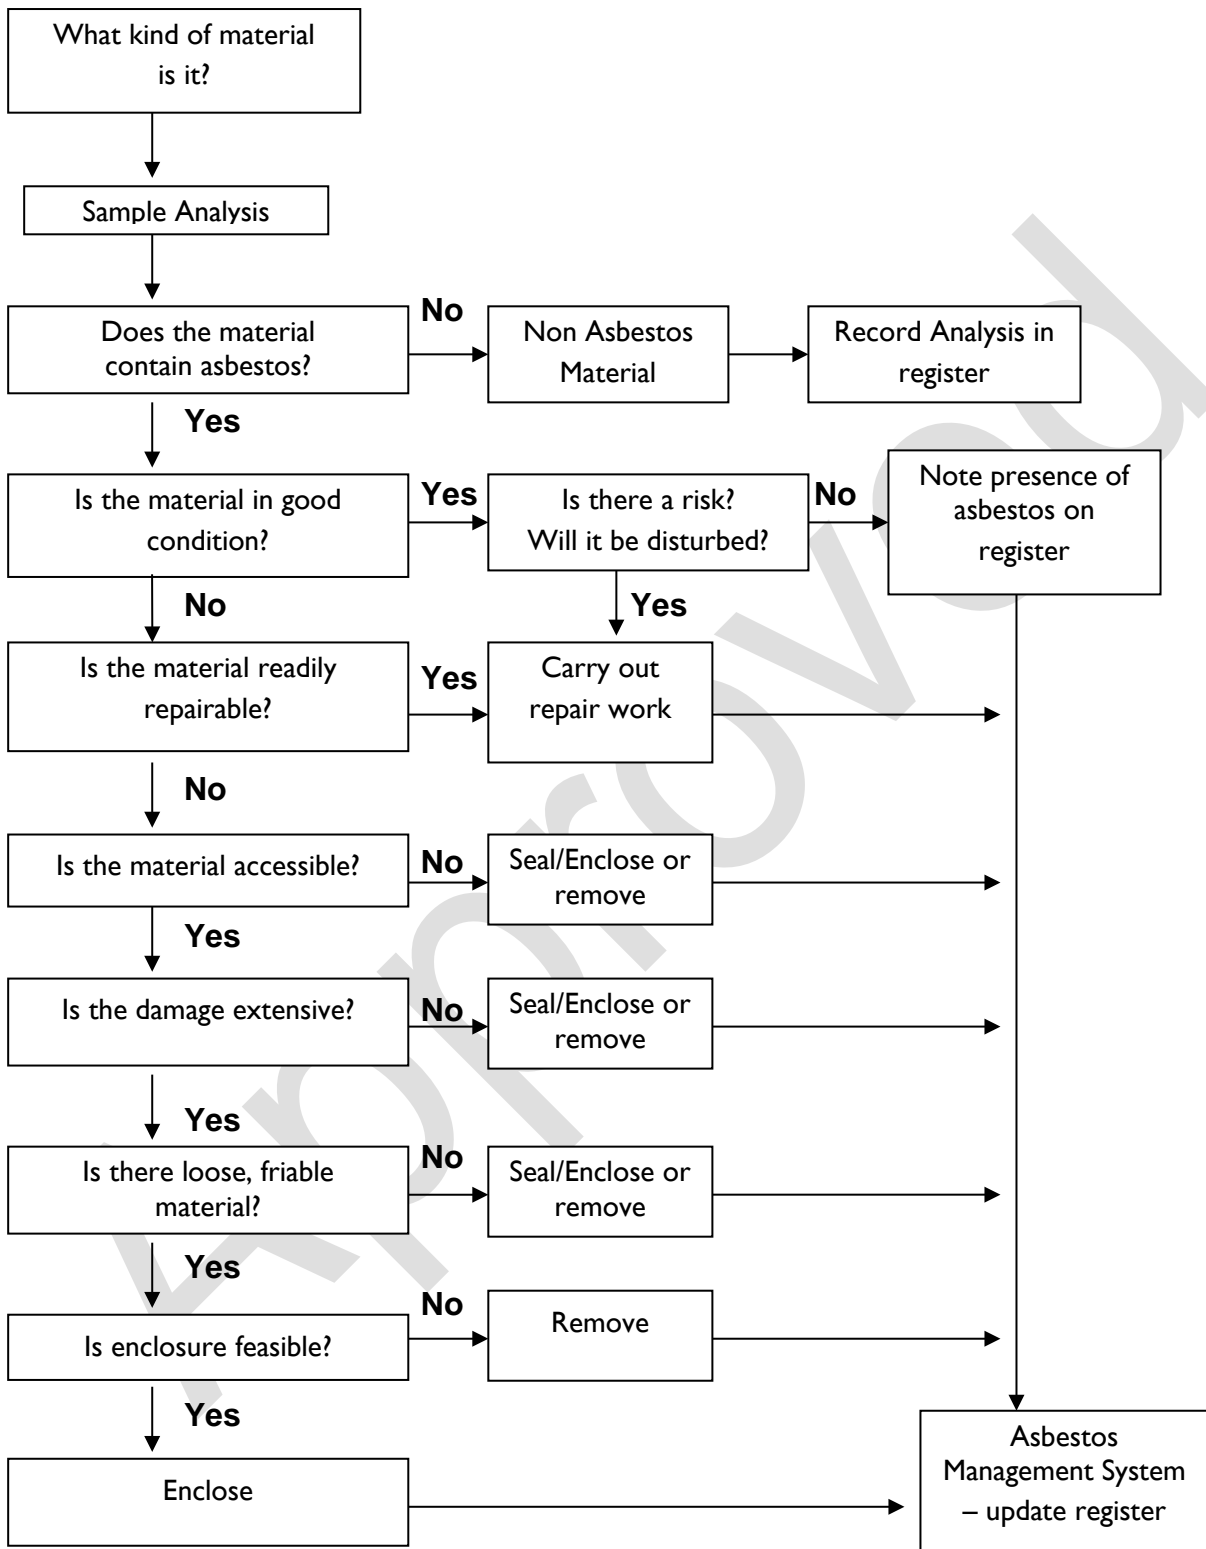 What kind of material
is it?
Sample Analysis
Does the material
contain asbestos?
No
Non Asbestos
Material
Record Analysis in
register
Yes
Is the material in good
condition?
Yes
Is there a risk?
Will it be disturbed?
No
Note presence of
asbestos on
register
No
Yes
Is the material readily
repairable?
Yes
Carry out
repair work
No
Is the material accessible?
No
Seal/Enclose or
remove
Yes
Is the damage extensive?
No
Seal/Enclose or
remove
Yes
Is there loose, friable
material?
No
Seal/Enclose or
remove
Yes
Is enclosure feasible?
No
Remove
Yes
Enclose
Asbestos
Management System
– update register
Approved